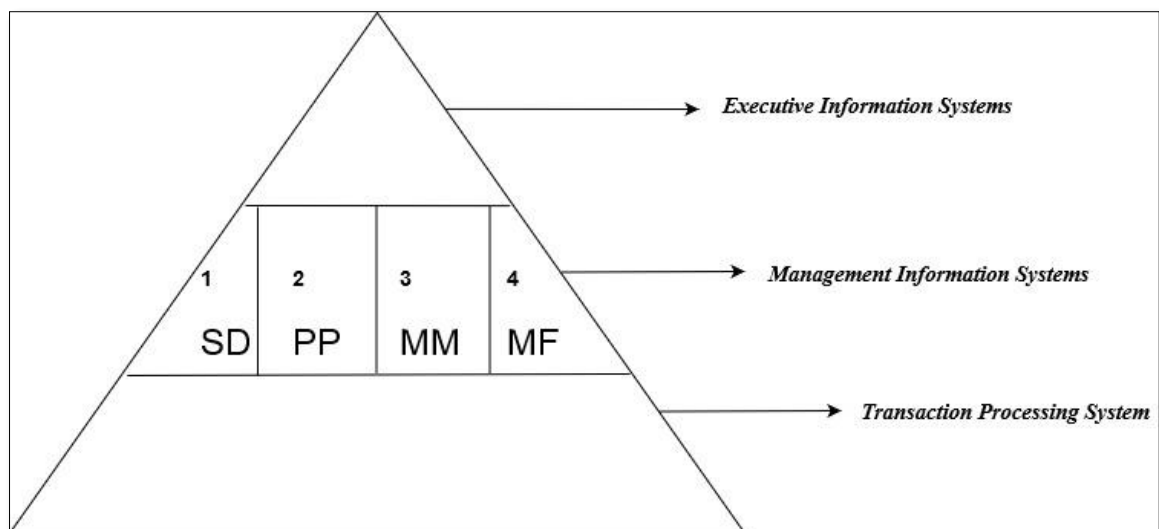 Executive Information Systems
1 2 3 4
Management Information Systems
SD PP MM MF
Transaction Processing System